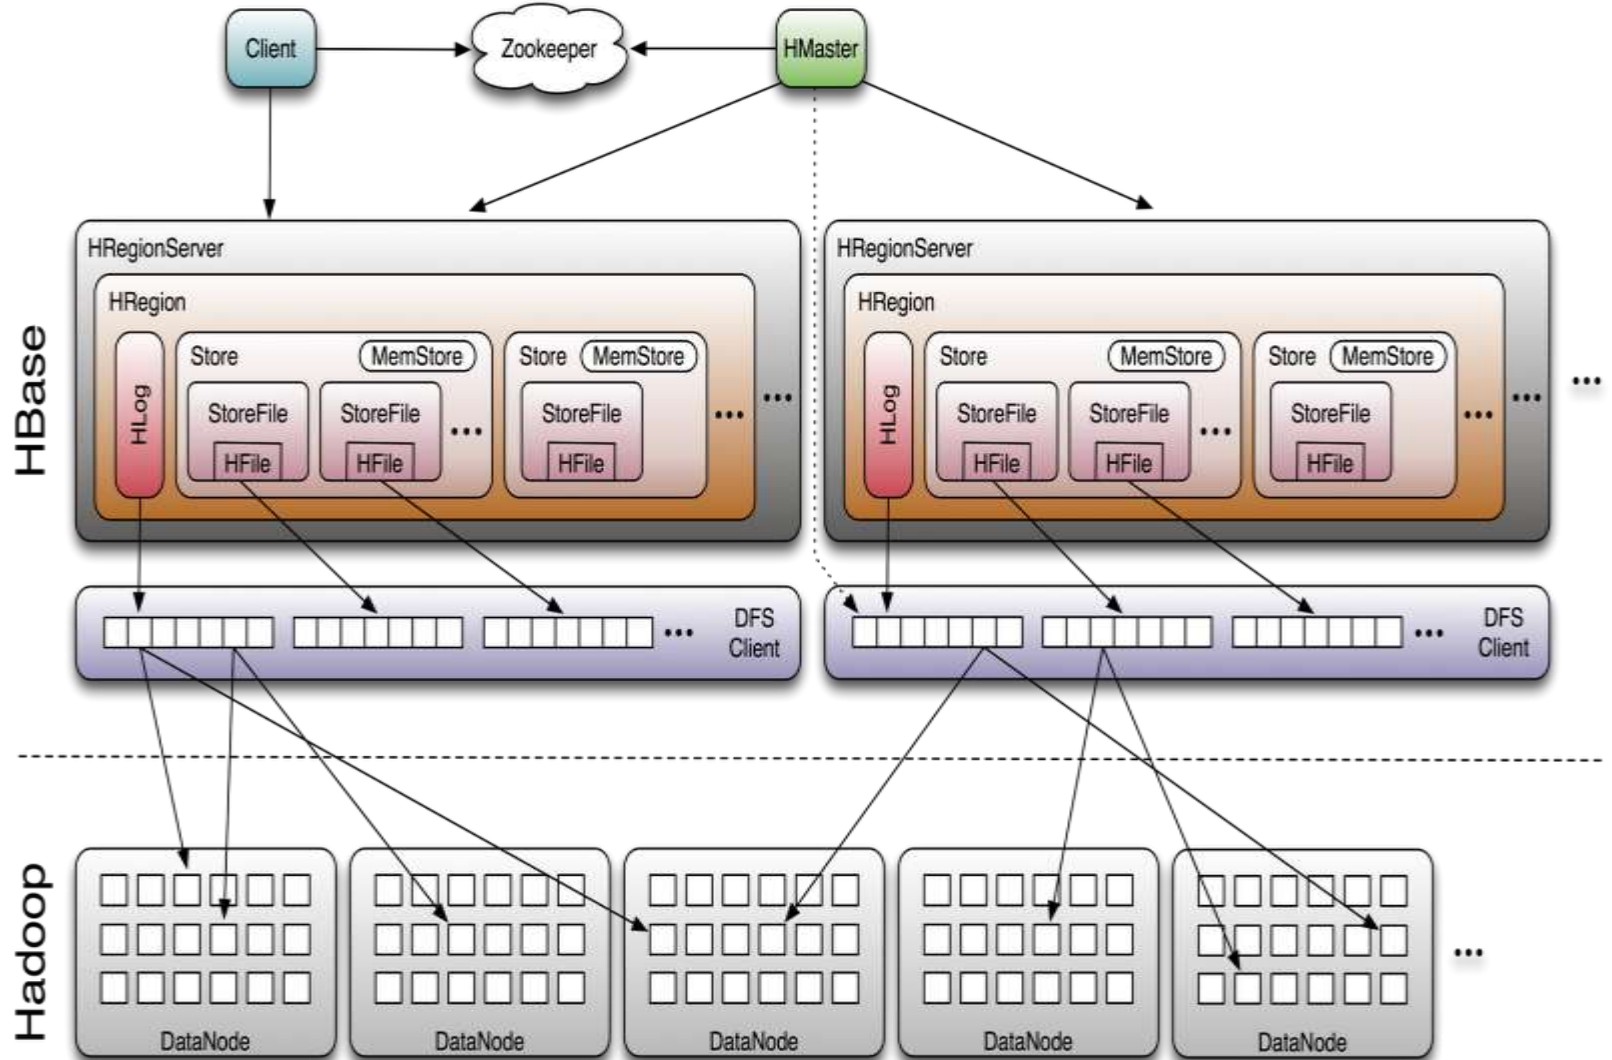 Client
Zookeeper
HMaster
HBase
HRegionServer
HRegionServer
HRegion
HRegion
HLog
Store
MemStore
Store
MemStore
HLog
Store
MemStore
Store
MemStore
...
StoreFile
StoreFile
...
StoreFile
...
...
StoreFile
StoreFile
...
StoreFile
...
...
HFile
HFile
HFile
HFile
HFile
HFile
...
DFS
Client
...
DFS
Client
Hadoop
...
DataNode
DataNode
DataNode
DataNode
DataNode